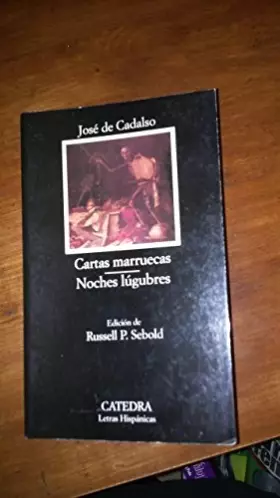 José de Cadalso
Cartas marruecas
Noches lúgubres
Edición de
Russell P. Sebold
CATEDRA
Letras Hispánicas